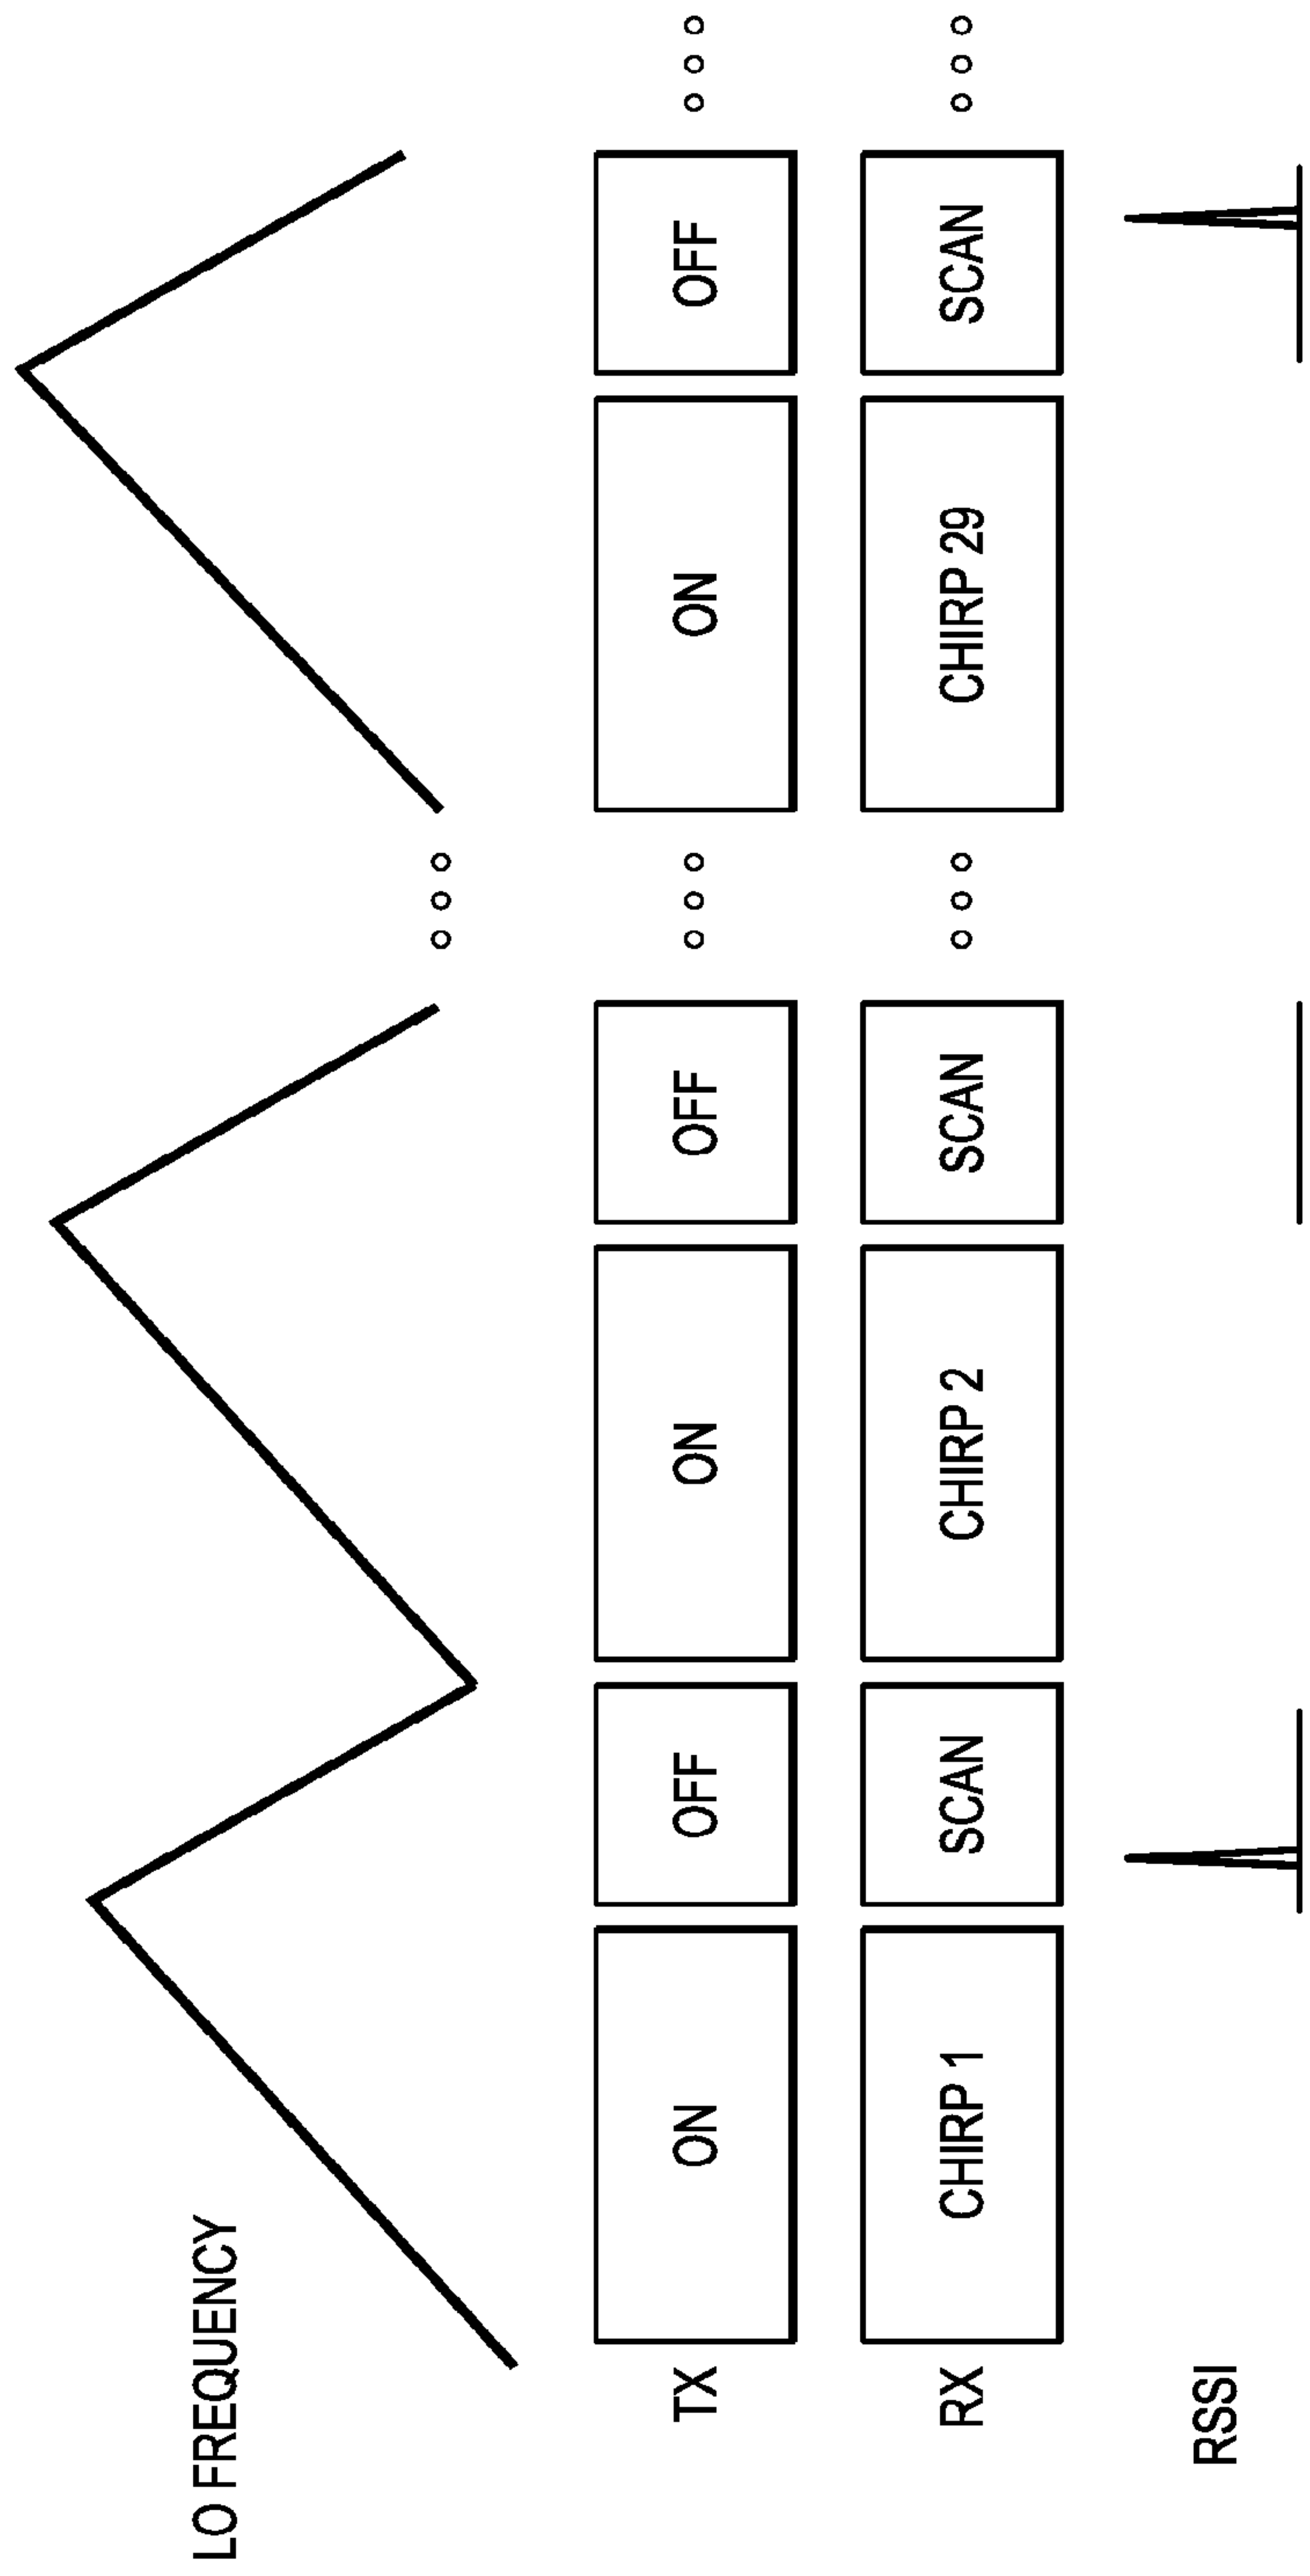 LO FREQUENCY
TX
ON
OFF
ON
OFF
ON
OFF
RX
CHIRP 1
SCAN
CHIRP 2
SCAN
CHIRP 29
SCAN
RSSI